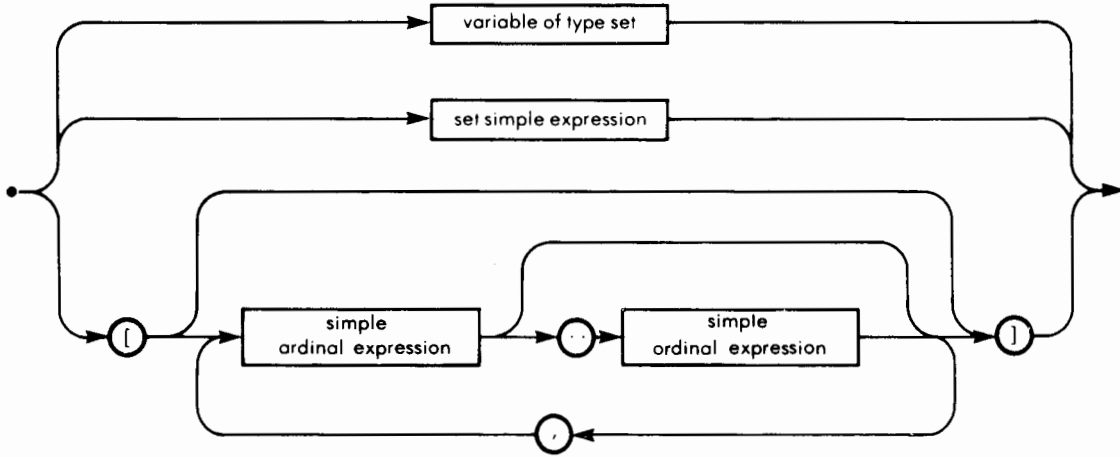 variable of type set
set simple expression
[
simple
ardinal expression
..
simple
ordinal expression
]
,